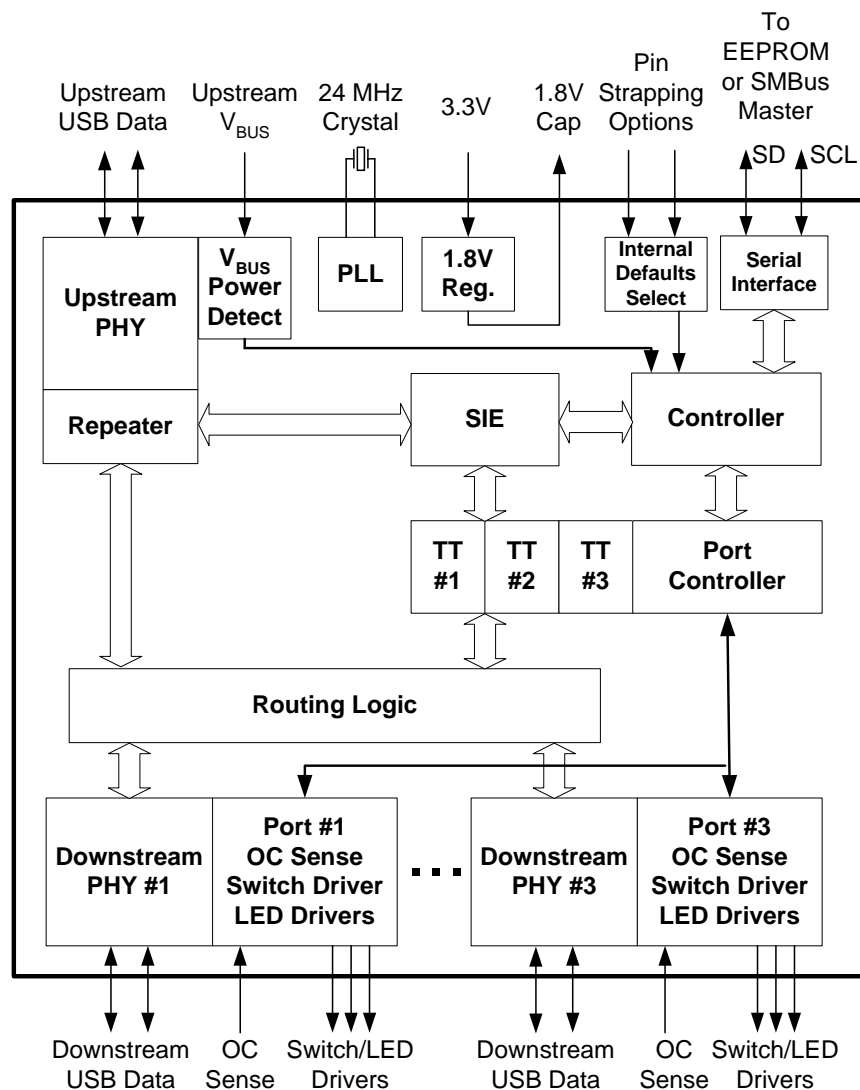 To
EEPROM
or SMBus
Master
Upstream
USB Data
Upstream
VBUS
24 MHz
Crystal
3.3V
1.8V
Cap
Pin
Strapping
Options
SD
SCL
Upstream
PHY
VBUS
Power
Detect
PLL
1.8V
Reg.
Internal
Defaults
Select
Serial
Interface
Repeater
SIE
Controller
TT
#1
TT
#2
TT
#3
Port
Controller
Routing Logic
Downstream
PHY #1
Port #1
OC Sense
Switch Driver
LED Drivers
...
Downstream
PHY #3
Port #3
OC Sense
Switch Driver
LED Drivers
Downstream
USB Data
OC
Sense
Switch/LED
Drivers
Downstream
USB Data
OC
Sense
Switch/LED
Drivers